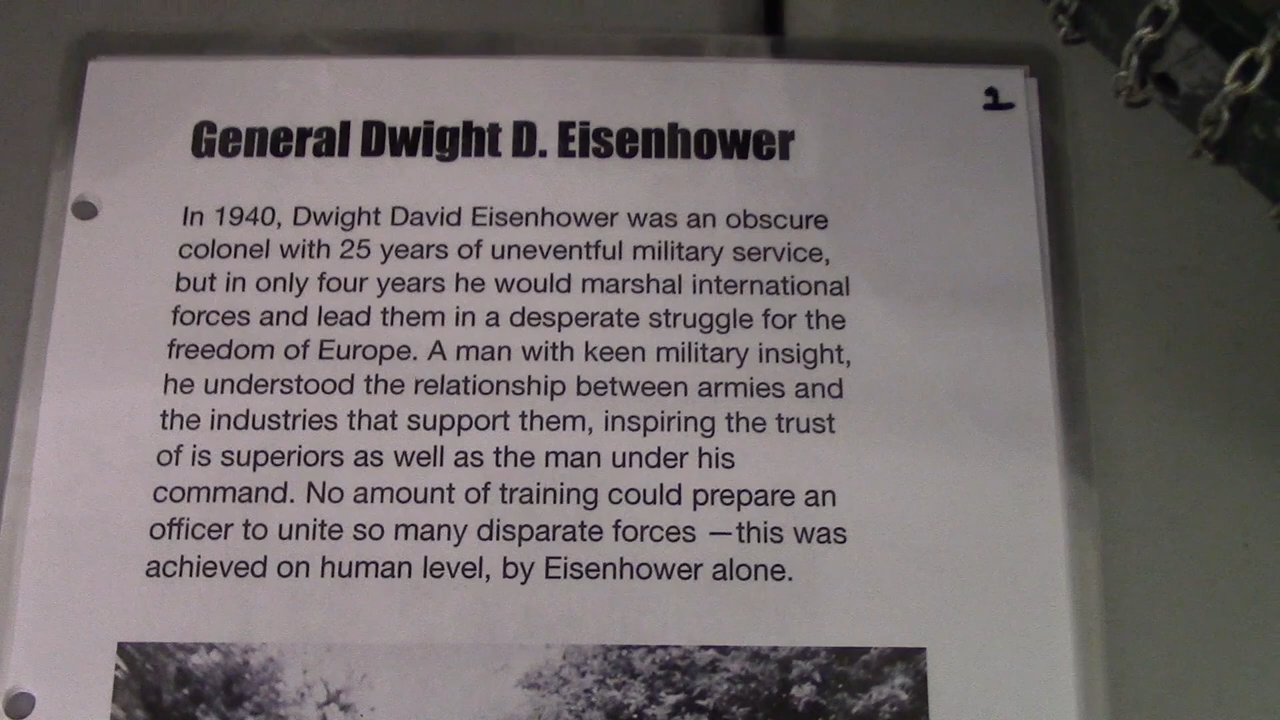 1
General Dwight D. Eisenhower
In 1940, Dwight David Eisenhower was an obscure
colonel with 25 years of uneventful military service,
but in only four years he would marshal international
forces and lead them in a desperate struggle for the
freedom of Europe. A man with keen military insight,
he understood the relationship between armies and
the industries that support them, inspiring the trust
of is superiors as well as the man under his
command. No amount of training could prepare an
officer to unite so many disparate forces —this was
achieved on human level, by Eisenhower alone.